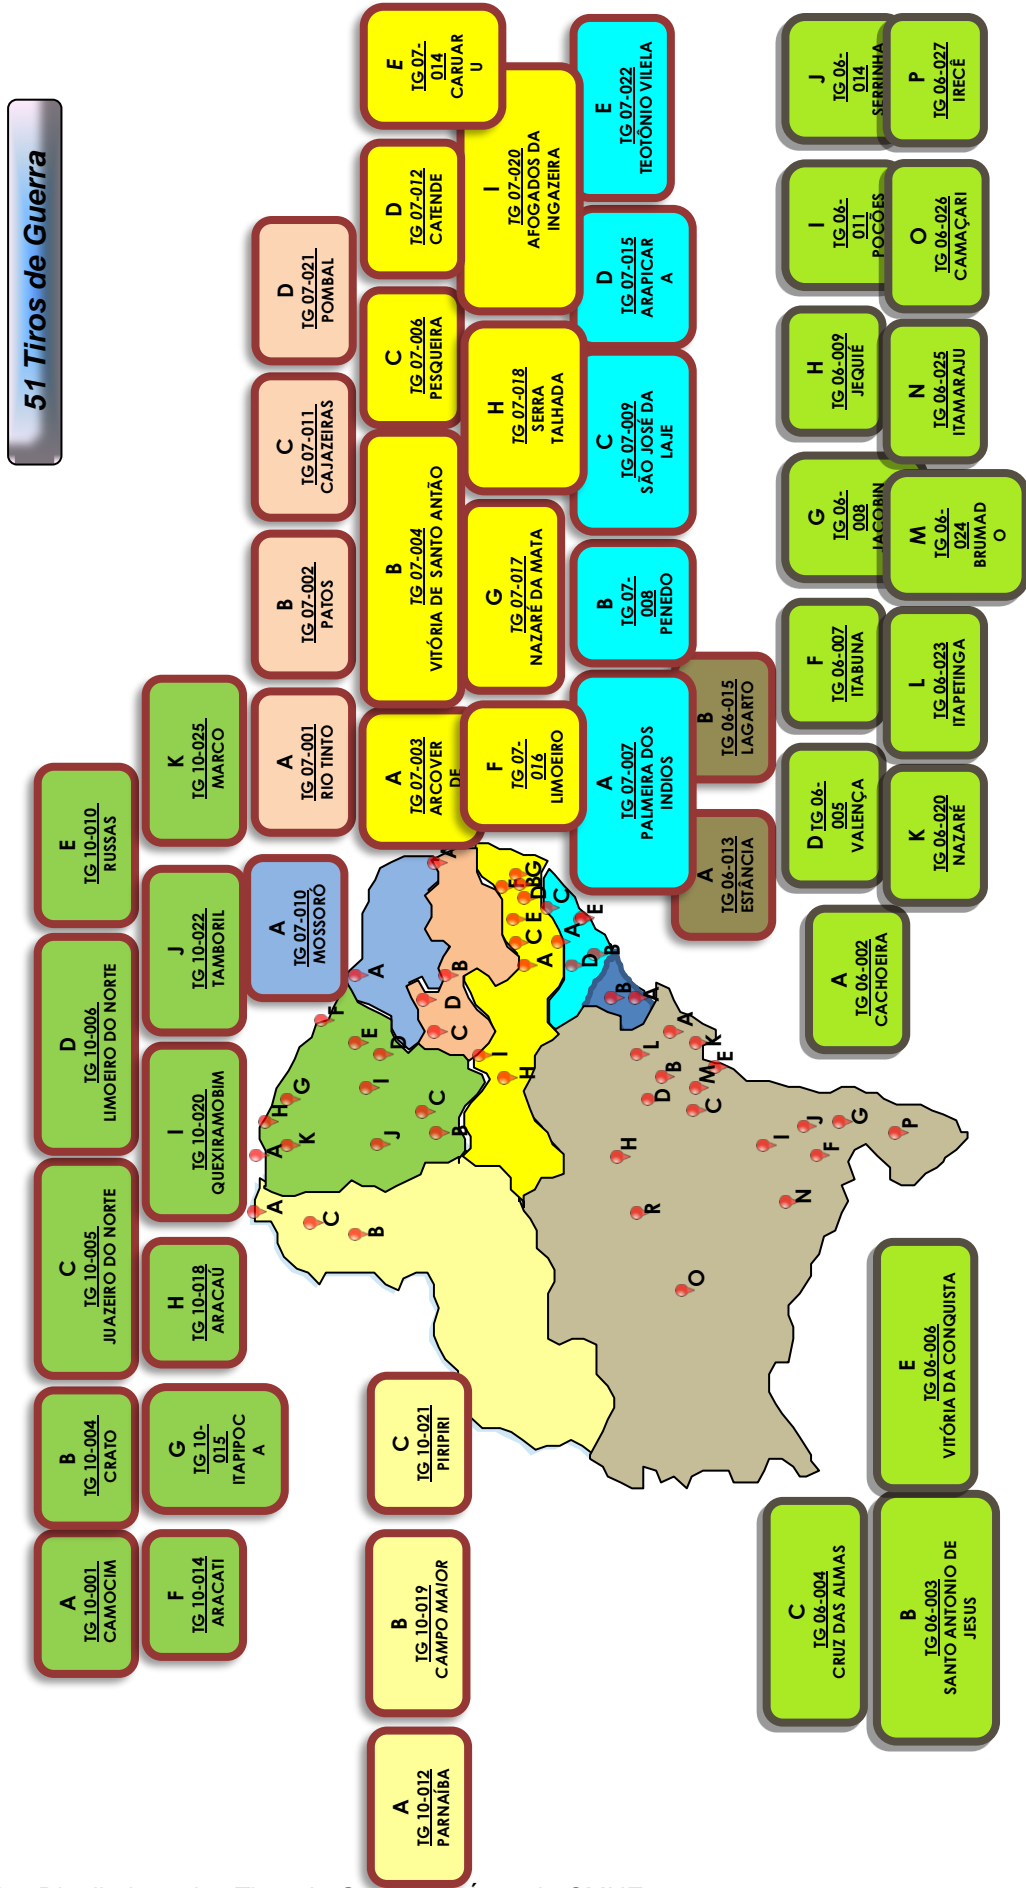 51 Tiros de Guerra
A
TG 10-001
CAMOCIM
B
TG 10-004
CRATO
C
TG 10-005
JUAZEIRO DO NORTE
D
TG 10-006
LIMOEIRO DO NORTE
E
TG 10-010
RUSSAS
F
TG 10-014
ARACATI
G
TG 10-
015
ITAPIPOC
A
H
TG 10-018
ARACAÚ
I
TG 10-020
QUEXIRAMOBIM
J
TG 10-022
TAMBORIL
K
TG 10-025
MARCO
A
TG 07-010
MOSSORÓ
A
TG 07-001
RIO TINTO
B
TG 07-002
PATOS
C
TG 07-011
CAJAZEIRAS
D
TG 07-021
POMBAL
A
TG 10-012
PARNAÍBA
B
TG 10-019
CAMPO MAIOR
C
TG 10-021
PIRIPIRI
A
TG 07-003
ARCOVER
DE
B
TG 07-004
VITÓRIA DE SANTO ANTÃO
C
TG 07-006
PESQUEIRA
D
TG 07-012
CATENDE
E
TG 07-
014
CARUAR
U
F
TG 07-
016
LIMOEIRO
G
TG 07-017
NAZARÉ DA MATA
H
TG 07-018
SERRA
TALHADA
I
TG 07-020
AFOGADOS DA
INGAZEIRA
A
TG 07-007
PALMEIRA DOS
INDIOS
B
TG 07-
008
PENEDO
C
TG 07-009
SÃO JOSÉ DA
LAJE
D
TG 07-015
ARAPICAR
A
E
TG 07-022
TEOTÔNIO VILELA
A
TG 06-013
ESTÂNCIA
B
TG 06-015
LAGARTO
A
TG 06-002
CACHOEIRA
B
TG 06-003
SANTO ANTONIO DE
JESUS
C
TG 06-004
CRUZ DAS ALMAS
D TG 06-
005
VALENÇA
E
TG 06-006
VITÓRIA DA CONQUISTA
F
TG 06-007
ITABUNA
G
TG 06-
008
JACOBIN
H
TG 06-009
JEQUIÉ
I
TG 06-
011
POÇÕES
J
TG 06-
014
SERRINHA
K
TG 06-020
NAZARÉ
L
TG 06-023
ITAPETINGA
M
TG 06-
024
BRUMAD
O
N
TG 06-025
ITAMARAJU
O
TG 06-026
CAMAÇARI
P
TG 06-027
IRECÊ
A
C
B
A
H
K
G
F
E
D
I
J
C
B
A
A
B
D
C
I
H
A
C
E
D
B
G
F
C
A
E
D
B
B
A
A
K
E
L
B
M
D
C
H
R
O
I
J
G
F
P
N